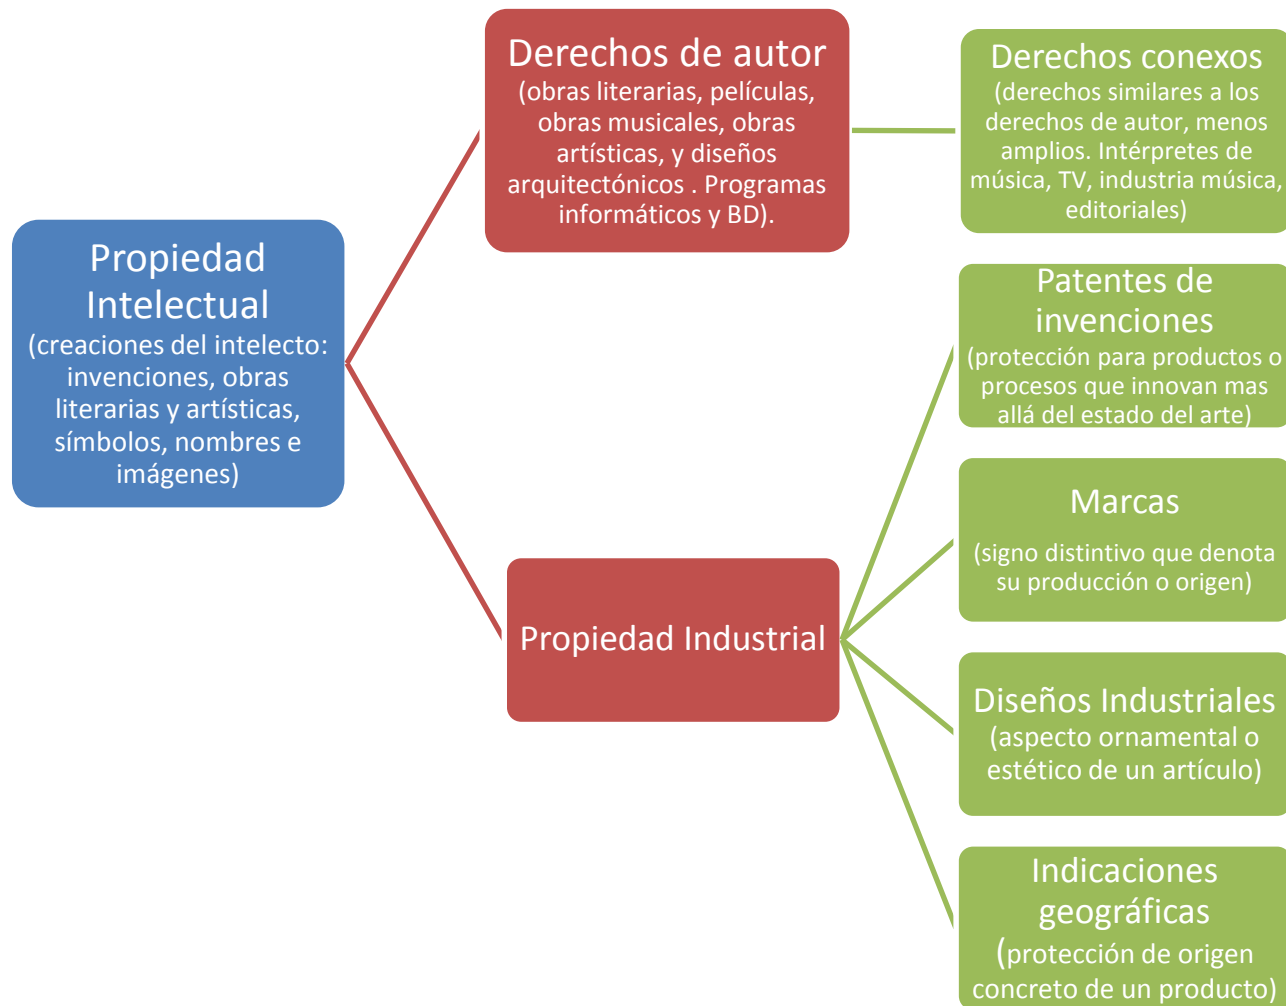 Propiedad
Intelectual
(creaciones del intelecto:
invenciones, obras
literarias y artísticas,
símbolos, nombres e
imágenes)
Derechos de autor
(obras literarias, películas,
obras musicales, obras
artísticas, y diseños
arquitectónicos . Programas
informáticos y BD).
Derechos conexos
(derechos similares a los
derechos de autor, menos
amplios. Intérpretes de
música, TV, industria música,
editoriales)
Propiedad Industrial
Patentes de
invenciones
(protección para productos o
procesos que innovan mas
allá del estado del arte)
Marcas
(signo distintivo que denota
su producción o origen)
Diseños Industriales
(aspecto ornamental o
estético de un artículo)
Indicaciones
geográficas
(protección de origen
concreto de un producto)